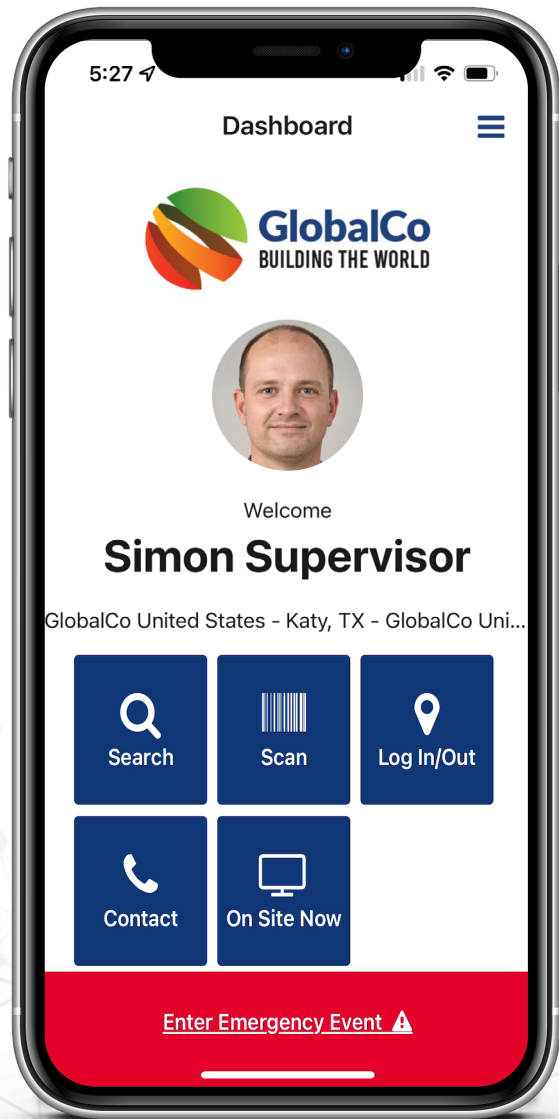 5:27
Dashboard
GlobalCo
BUILDING THE WORLD
Welcome
Simon Supervisor
GlobalCo United States - Katy, TX - GlobalCo Uni...
Search
Scan
Log In/Out
Contact
On Site Now
Enter Emergency Event